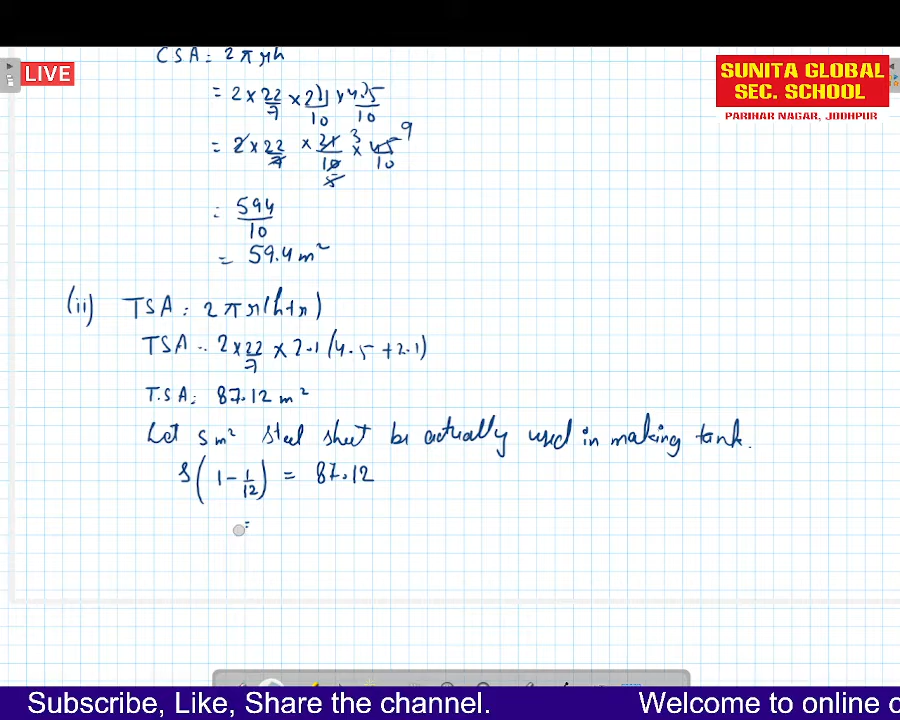 CSA = 2πrh
LIVE
SUNITA GLOBAL
SEC. SCHOOL
PARIHAR NAGAR, JODHPUR
= 2 × 22/7 × 21/10 × 45/10
= 2 × 22/7 × 21/10 3 × 45/10 9
5
= 594/10
= 59.4 m²
(ii) TSA = 2πr(h+r)
TSA = 2 × 22/7 × 2.1 (4.5 + 2.1)
T.S.A = 87.12 m²
Let S m² steel sheet be actually used in making tank.
S(1 - 1/12) = 87.12
=
Subscribe, Like, Share the channel.
Welcome to online c